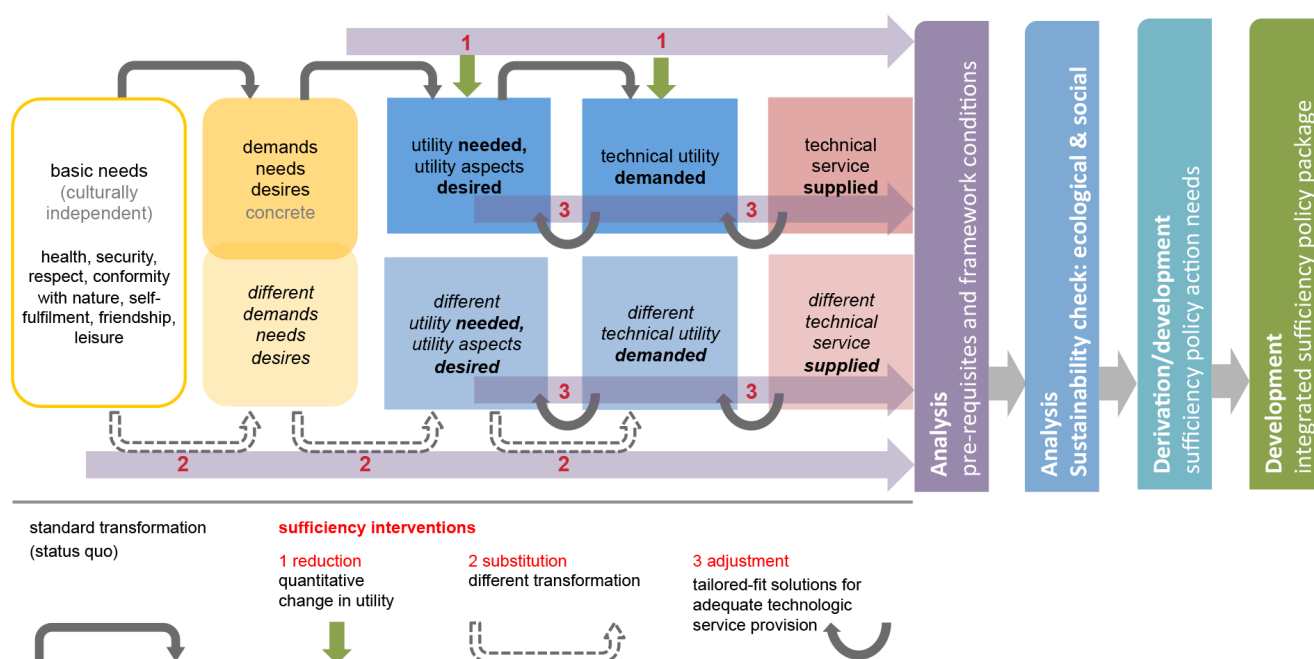 1
1
basic needs
(culturally
independent)
health, security,
respect, conformity
with nature, self-
fulfilment, friendship,
leisure
demands
needs
desires
concrete
utility needed,
utility aspects
desired
technical utility
demanded
technical
service
supplied
3
3
different
demands
needs
desires
different
utility needed,
utility aspects
desired
different
technical utility
demanded
different
technical
service
supplied
3
3
2
2
2
Analysis
pre-requisites and framework conditions
Analysis
Sustainability check: ecological & social
Derivation/development
sufficiency policy action needs
Development
integrated sufficiency policy package
standard transformation
(status quo)
sufficiency interventions
1 reduction
quantitative
change in utility
2 substitution
different transformation
3 adjustment
tailored-fit solutions for
adequate technologic
service provision